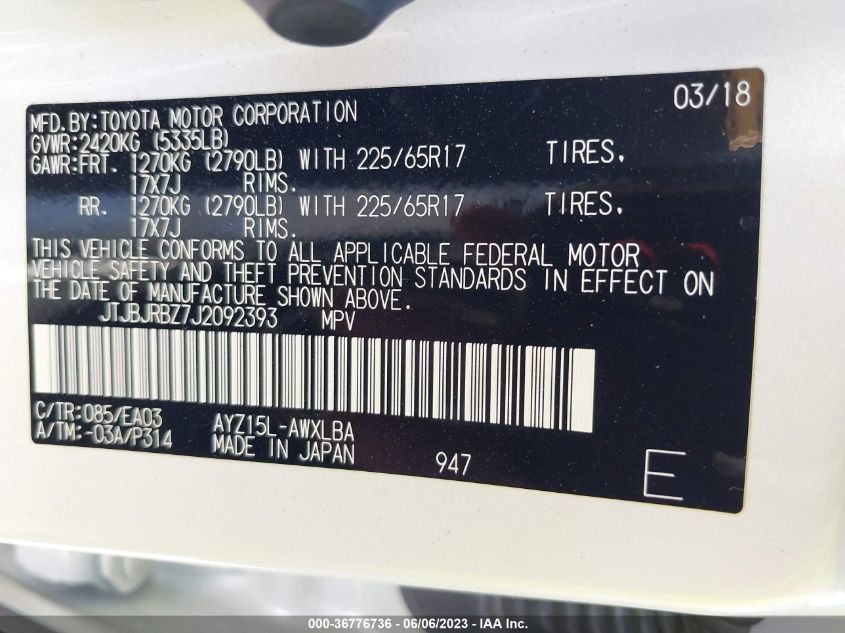 03/18
MFD.BY:TOYOTA MOTOR CORPORATION
GVWR:2420KG (5335LB)
GAWR:FRT. 1270KG (2790LB) WITH 225/65R17 TIRES,
17X7J RIMS.
RR. 1270KG (2790LB) WITH 225/65R17 TIRES,
17X7J RIMS.
THIS VEHICLE CONFORMS TO ALL APPLICABLE FEDERAL MOTOR
VEHICLE SAFETY AND THEFT PREVENTION STANDARDS IN EFFECT ON
THE DATE OF MANUFACTURE SHOWN ABOVE.
JTJBJRBZ7J2092393 MPV
C/TR:085/EA03 AYZ15L-AWXLBA
A/TM:-03A/P314 MADE IN JAPAN 947 E
000-36776736 - 06/06/2023 - IAA Inc.